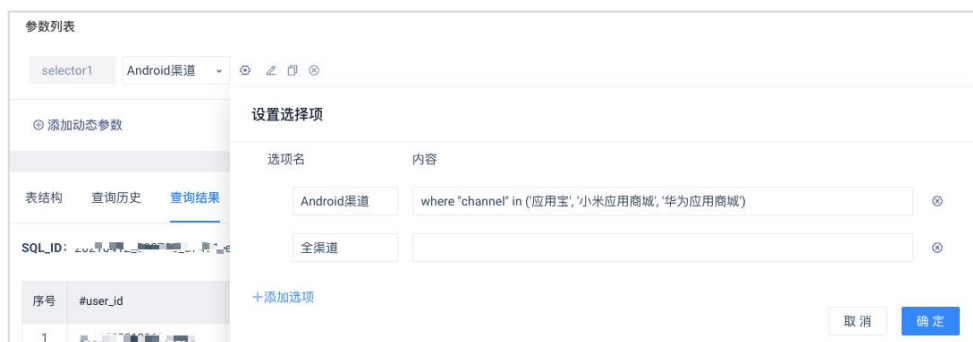 参数列表
selector1 Android渠道
添加动态参数
设置选择项
选项名 内容
Android渠道 where "channel" in ('应用宝', '小米应用商城', '华为应用商城')
全渠道
+添加选项
取消 确定
表结构 查询历史 查询结果
SQL_ID:
序号 #user_id
1